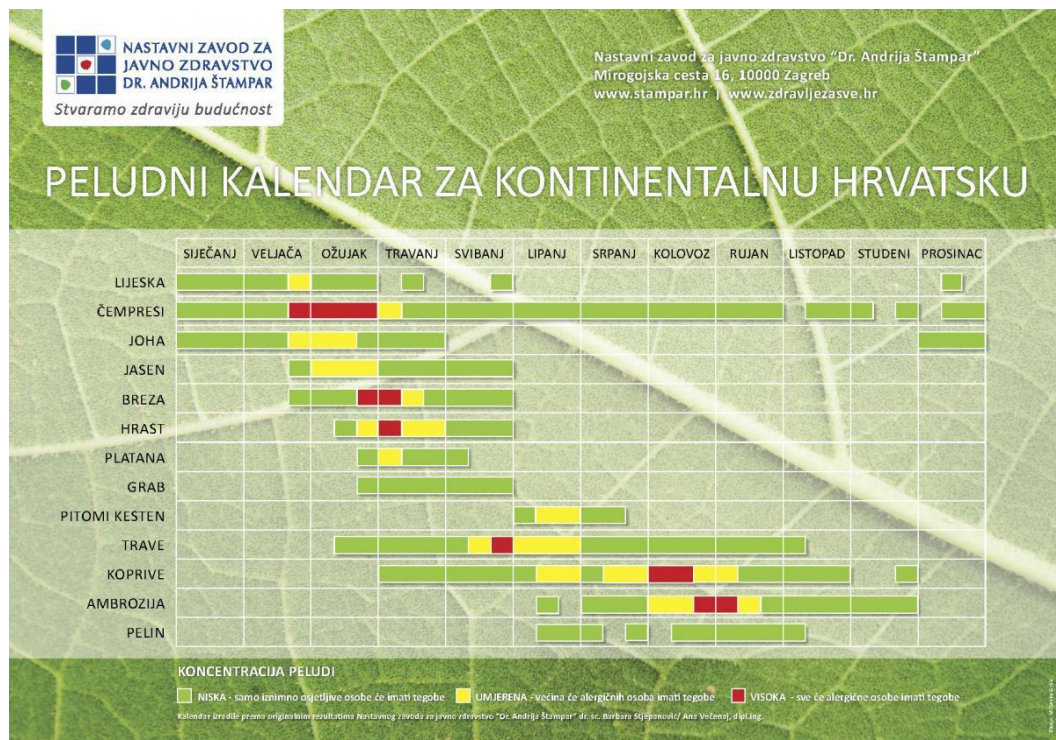 NASTAVNI ZAVOD ZA
JAVNO ZDRAVSTVO
DR. ANDRIJA ŠTAMPAR
Stvaramo zdraviju budućnost
Nastavni zavod za javno zdravstvo "Dr. Andrija Štampar"
Mirogojska cesta 16, 10000 Zagreb
www.stampar.hr | www.zdravljezasve.hr
PELUDNI KALENDAR ZA KONTINENTALNU HRVATSKU
SIJEČANJ VELJAČA OŽUJAK TRAVANJ SVIBANJ LIPANJ SRPANJ KOLOVOZ RUJAN LISTOPAD STUDENI PROSINAC
LIJESKA
ČEMPRESI
JOHA
JASEN
BREZA
HRAST
PLATANA
GRAB
PITOMI KESTEN
TRAVE
KOPRIVE
AMBROZIJA
PELIN
KONCENTRACIJA PELUDI
NISKA - samo iznimno osjetljive osobe će imati tegobe UMJERENA - većina će alergičnih osoba imati tegobe VISOKA - sve će alergične osobe imati tegobe
Kalendar izradile prema originalnim rezultatima Nastavnog zavoda za javno zdravstvo "Dr. Andrija Štampar" dr. sc. Barbara Stjepanović/ Ana Večenaj, dipl.ing.